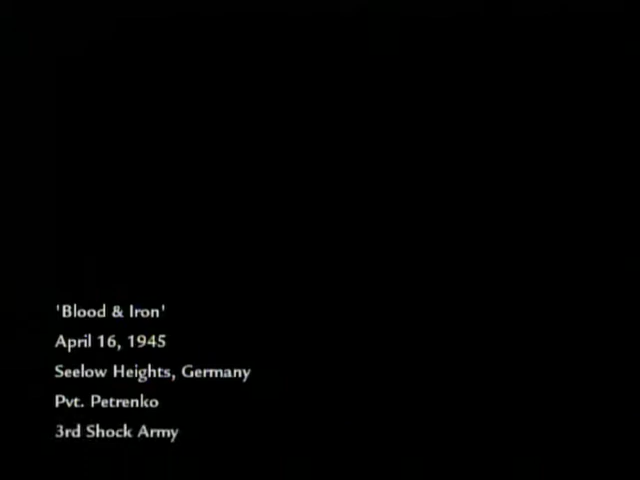 'Blood & Iron'
April 16, 1945
Seelow Heights, Germany
Pvt. Petrenko
3rd Shock Army